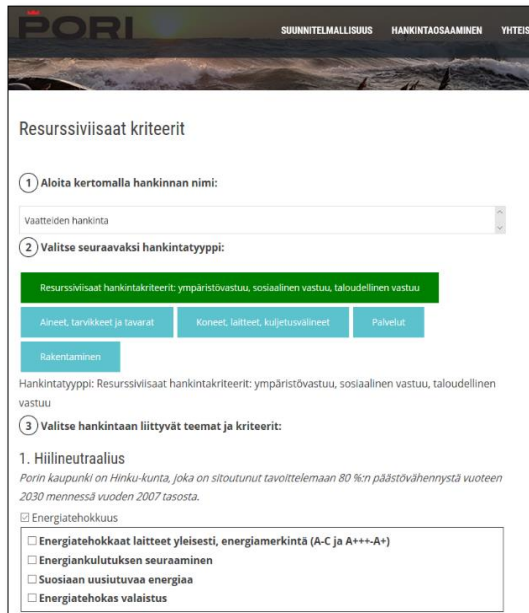 PORI
SUUNNITELMALLISUUS HANKINTAOSAAMINEN YHTEIS
Resurssiviisaat kriteerit
1 Aloita kertomalla hankinnan nimi:
Vaatteiden hankinta
2 Valitse seuraavaksi hankintatyyppi:
Resurssiviisaat hankintakriteerit: ympäristövastuu, sosiaalinen vastuu, taloudellinen vastuu
Aineet, tarvikkeet ja tavarat Koneet, laitteet, kuljetusvälineet Palvelut
Rakentaminen
Hankintatyyppi: Resurssiviisaat hankintakriteerit: ympäristövastuu, sosiaalinen vastuu, taloudellinen
vastuu
3 Valitse hankintaan liittyvät teemat ja kriteerit:
1. Hiilineutraalius
Porin kaupunki on Hinku-kunta, joka on sitoutunut tavoittelemaan 80 %:n päästövähennystä vuoteen
2030 mennessä vuoden 2007 tasosta.
Energiatehokkuus
Energiatehokkaat laitteet yleisesti, energiamerkintä (A-C ja A+++-A+)
Energiankulutuksen seuraaminen
Suosiaan uusiutuvaa energiaa
Energiatehokas valaistus